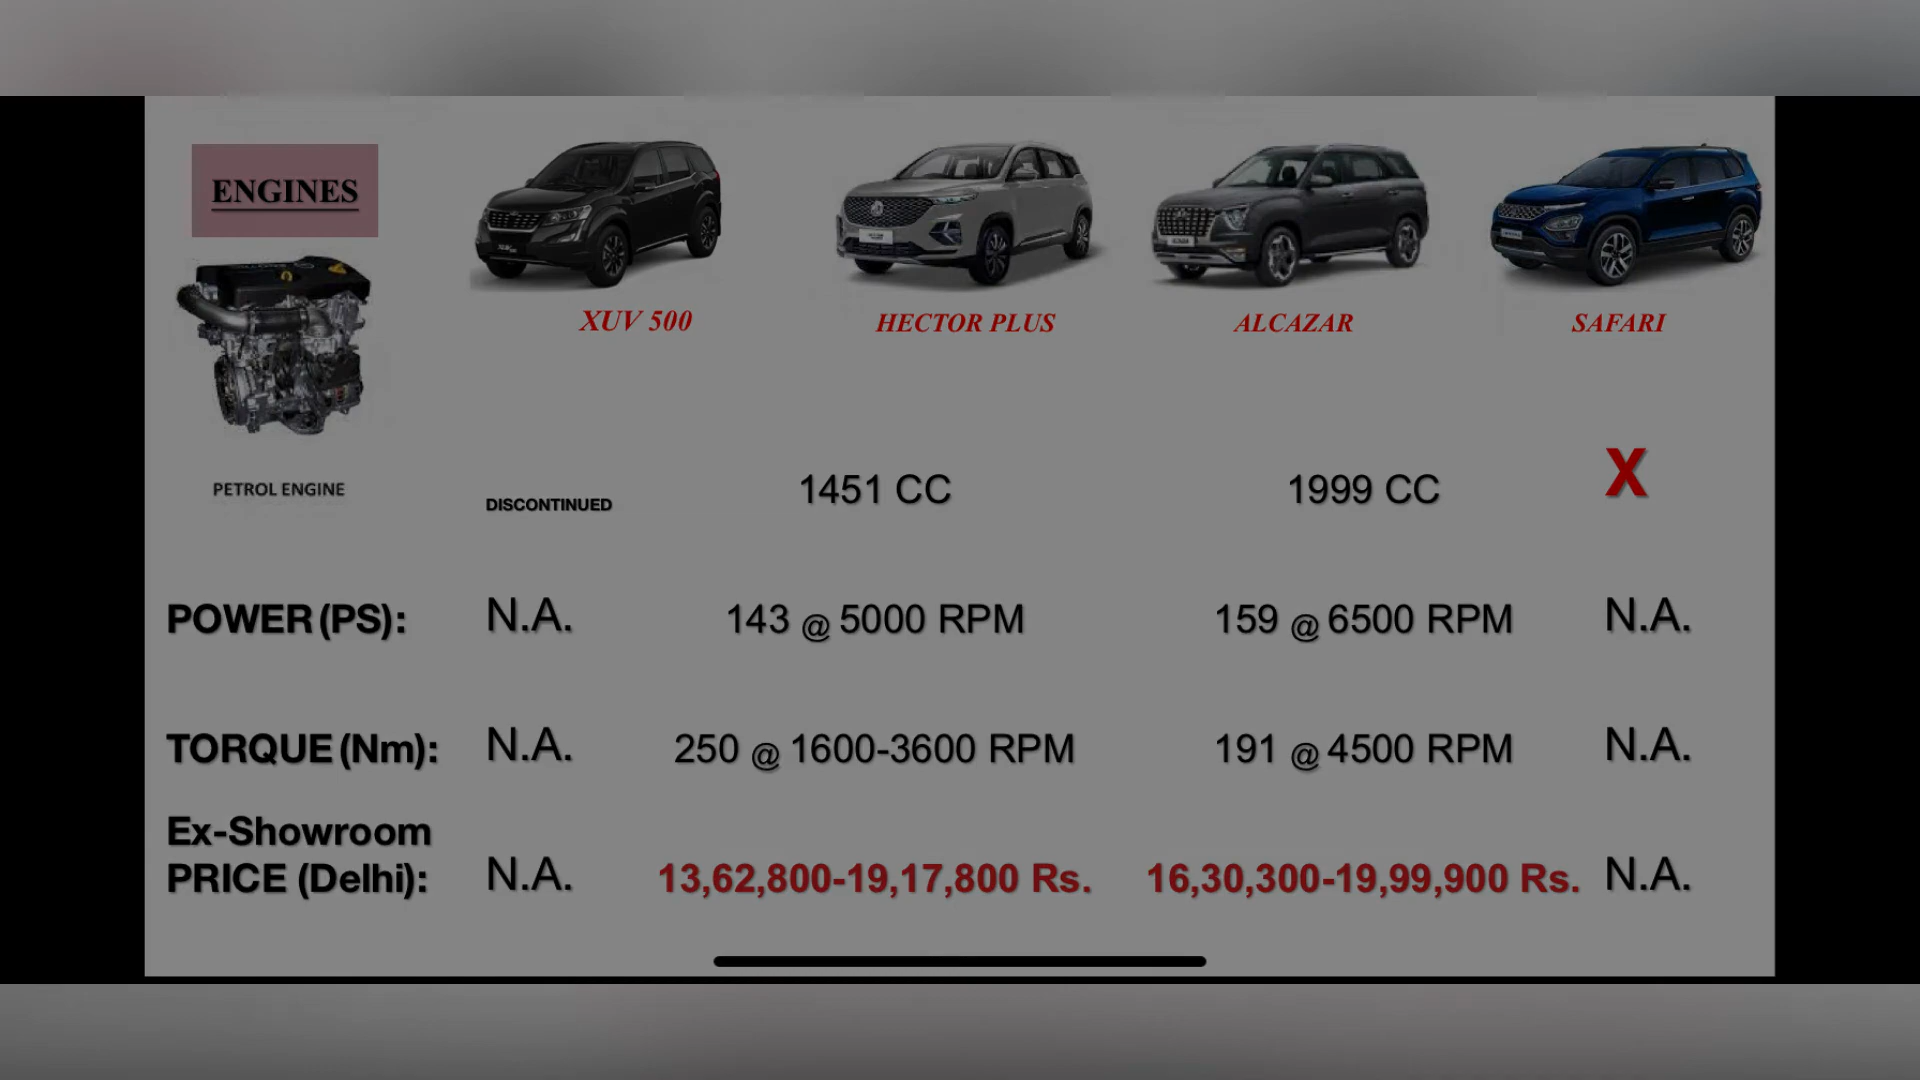 ENGINES
XUV 500
HECTOR PLUS
ALCAZAR
SAFARI
PETROL ENGINE
DISCONTINUED
1451 CC
1999 CC
X
POWER (PS):
N.A.
143 @ 5000 RPM
159 @ 6500 RPM
N.A.
TORQUE (Nm):
N.A.
250 @ 1600-3600 RPM
191 @ 4500 RPM
N.A.
Ex-Showroom
PRICE (Delhi):
N.A.
13,62,800-19,17,800 Rs.
16,30,300-19,99,900 Rs.
N.A.